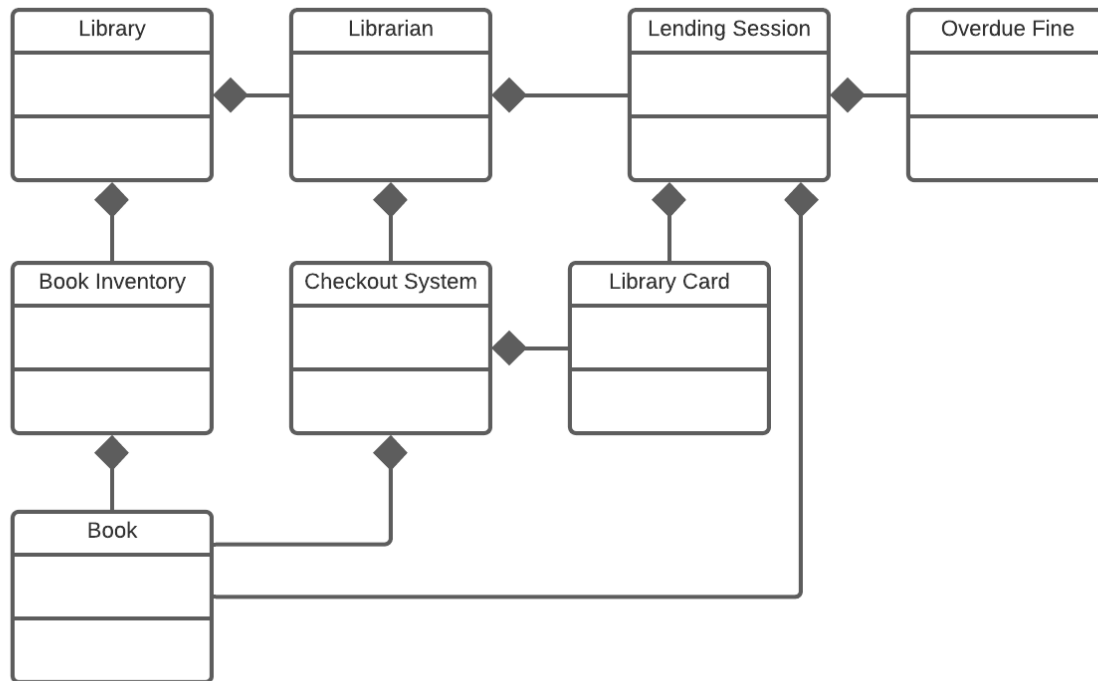 Library
Librarian
Lending Session
Overdue Fine
Book Inventory
Checkout System
Library Card
Book